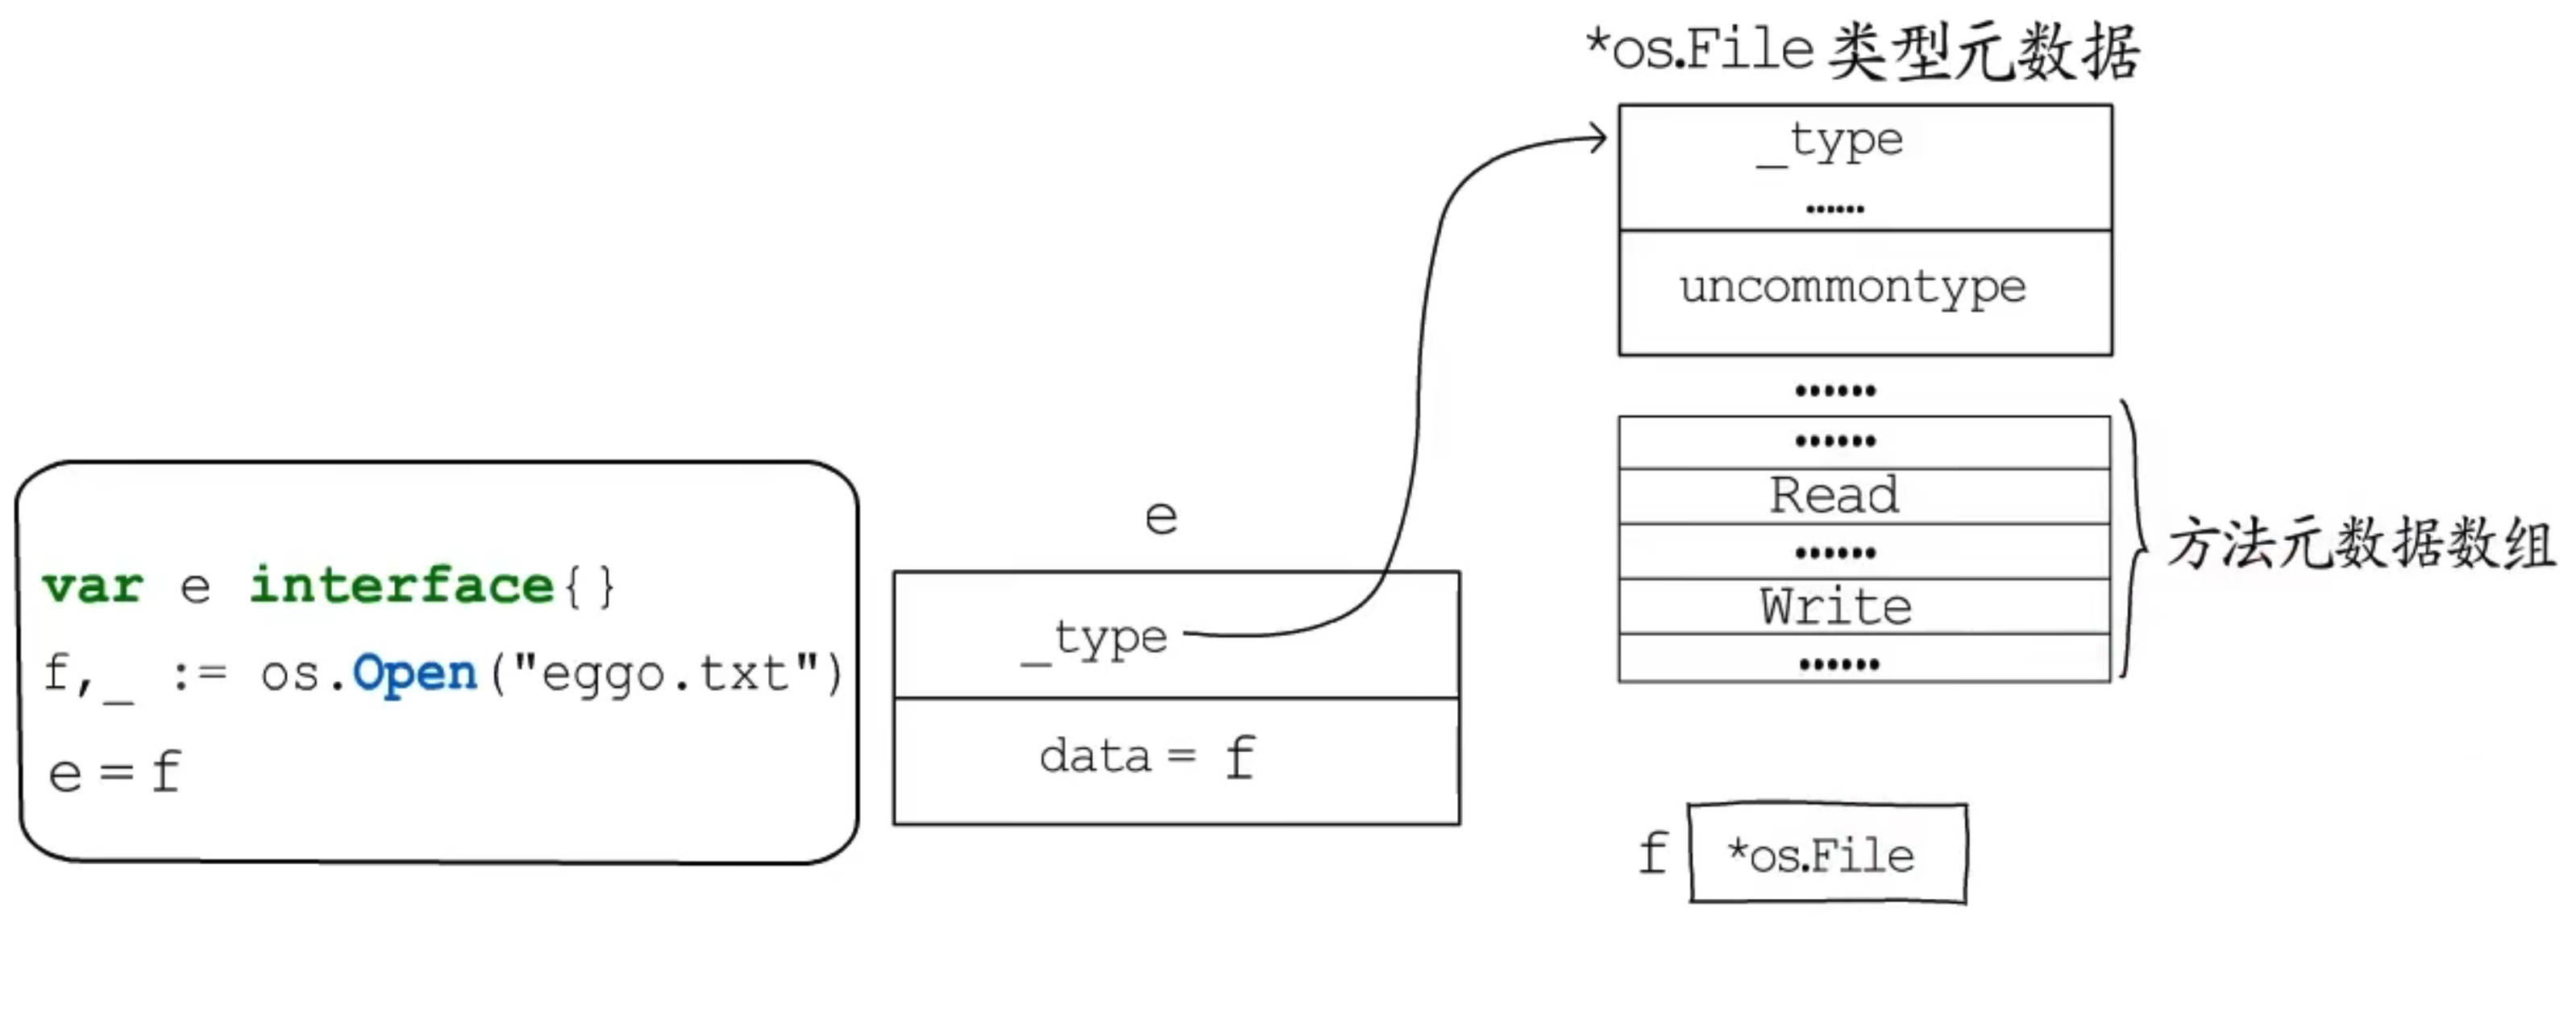 var e interface{}
f,_ := os.Open("eggo.txt")
e = f
e
_type
data = f
*os.File 类型元数据
_type
......
uncommontype
......
......
Read
......
Write
......
方法元数据数组
f
*os.File